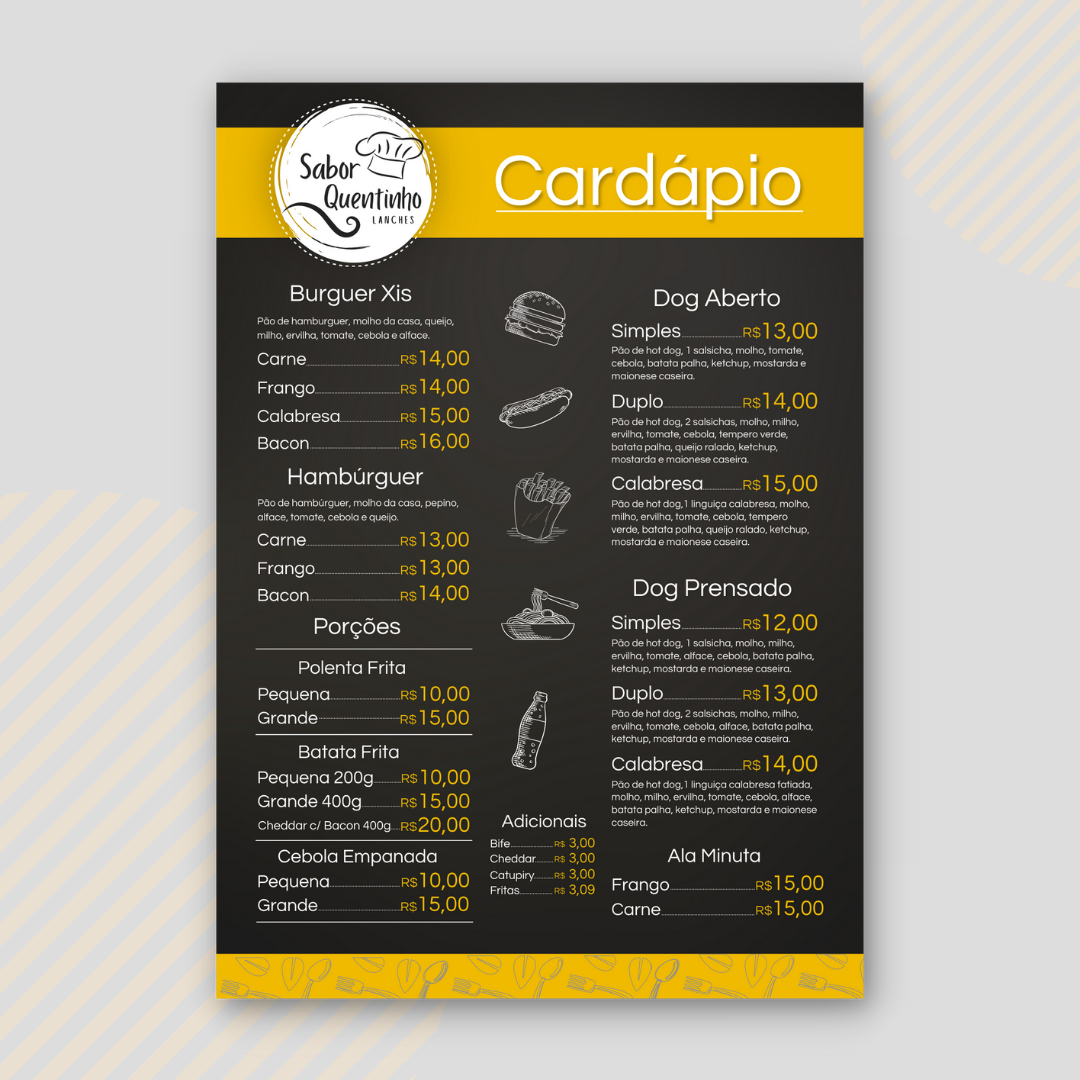 Sabor
Quentinho
LANCHES
Cardápio
Burguer Xis
Pão de hamburguer, molho da casa, queijo,
milho, ervilha, tomate, cebola e alface.
Carne R$14,00
Frango R$14,00
Calabresa R$15,00
Bacon R$16,00
Hambúrguer
Pão de hambúrguer, molho da casa, pepino,
alface, tomate, cebola e queijo.
Carne R$13,00
Frango R$13,00
Bacon R$14,00
Porções
Polenta Frita
Pequena R$10,00
Grande R$15,00
Batata Frita
Pequena 200g R$10,00
Grande 400g R$15,00
Cheddar c/ Bacon 400g R$20,00
Cebola Empanada
Pequena R$10,00
Grande R$15,00
Adicionais
Bife R$ 3,00
Cheddar R$ 3,00
Catupiry R$ 3,00
Fritas R$ 3,09
Dog Aberto
Simples R$13,00
Pão de hot dog, 1 salsicha, molho, tomate,
cebola, batata palha, ketchup, mostarda e
maionese caseira.
Duplo R$14,00
Pão de hot dog, 2 salsichas, molho, milho,
ervilha, tomate, cebola, tempero verde,
batata palha, queijo ralado, ketchup,
mostarda e maionese caseira.
Calabresa R$15,00
Pão de hot dog,1 linguiça calabresa, molho,
milho, ervilha, tomate, cebola, tempero
verde, batata palha, queijo ralado, ketchup,
mostarda e maionese caseira.
Dog Prensado
Simples R$12,00
Pão de hot dog, 1 salsicha, molho, milho,
ervilha, tomate, alface, cebola, batata palha,
ketchup, mostarda e maionese caseira.
Duplo R$13,00
Pão de hot dog, 2 salsichas, molho, milho,
ervilha, tomate, cebola, alface, batata palha,
ketchup, mostarda e maionese caseira.
Calabresa R$14,00
Pão de hot dog,1 linguiça calabresa fatiada,
molho, milho, ervilha, tomate, cebola, alface,
batata palha, ketchup, mostarda e maionese
caseira.
Ala Minuta
Frango R$15,00
Carne R$15,00